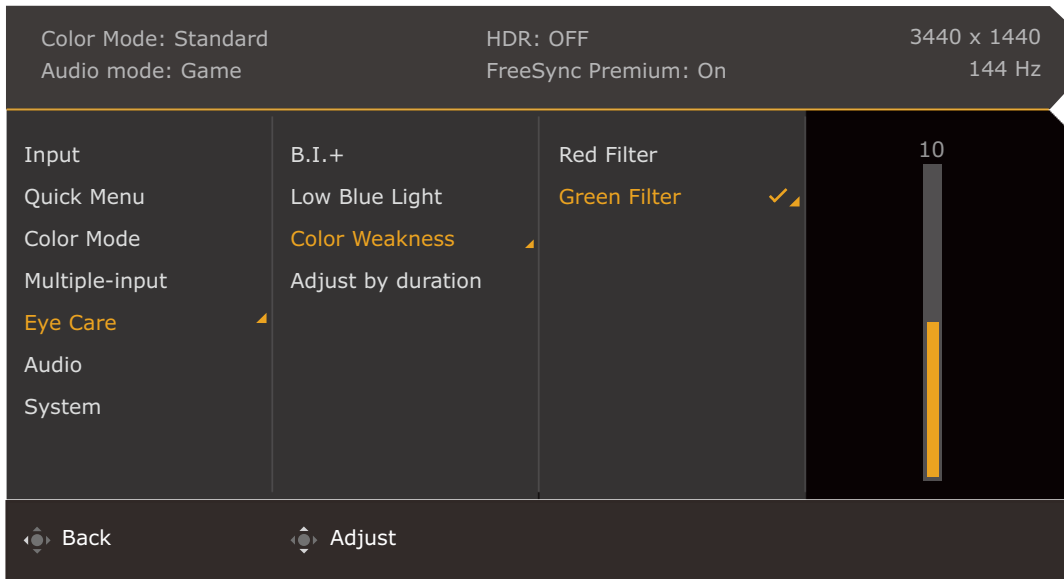 Color Mode: Standard
HDR: OFF
3440 x 1440
Audio mode: Game
FreeSync Premium: On
144 Hz
Input
Quick Menu
Color Mode
Multiple-input
Eye Care
Audio
System
B.I.+
Low Blue Light
Color Weakness
Adjust by duration
Red Filter
Green Filter
10
Back
Adjust